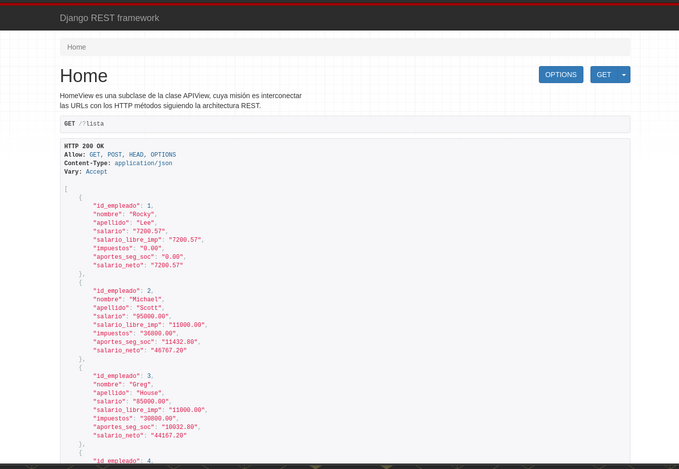 Django REST framework
Home
Home
OPTIONS
GET
HomeView es una subclase de la clase APIView, cuya misión es interconectar
las URLs con los HTTP métodos siguiendo la architectura REST.
GET /?lista
HTTP 200 OK
Allow: GET, POST, HEAD, OPTIONS
Content-Type: application/json
Vary: Accept
[
{
"id_empleado": 1,
"nombre": "Rocky",
"apellido": "Lee",
"salario": "7200.57",
"salario_libre_imp": "7200.57",
"impuestos": "0.00",
"aportes_seg_soc": "0.00",
"salario_neto": "7200.57"
},
{
"id_empleado": 2,
"nombre": "Michael",
"apellido": "Scott",
"salario": "95000.00",
"salario_libre_imp": "11000.00",
"impuestos": "36800.00",
"aportes_seg_soc": "11432.80",
"salario_neto": "46767.20"
},
{
"id_empleado": 3,
"nombre": "Greg",
"apellido": "House",
"salario": "85000.00",
"salario_libre_imp": "11000.00",
"impuestos": "30800.00",
"aportes_seg_soc": "10032.80",
"salario_neto": "44167.20"
},
{
"id_empleado": 4,